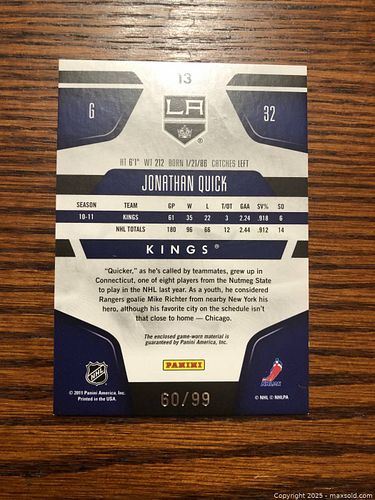 13
6
32
LA
®
HT 6'1" WT 212 BORN 1/21/86 CATCHES LEFT
JONATHAN QUICK
SEASON TEAM GP W L T/OT GAA SV% SO
10-11 KINGS 61 35 22 3 2.24 .918 6
NHL TOTALS 180 96 66 12 2.44 .912 14
KINGS®
"Quicker," as he's called by teammates, grew up in
Connecticut, one of eight players from the Nutmeg State
to play in the NHL last year. As a youth, he considered
Rangers goalie Mike Richter from nearby New York his
hero, although his favorite city on the schedule isn't
that close to home — Chicago.
The enclosed game-worn material is
guaranteed by Panini America, Inc.
PANINI
NHL
NHLPA
© 2011 Panini America, Inc.
Printed in the USA.
© NHL © NHLPA
60/99
Copyright 2025 - maxsold.com